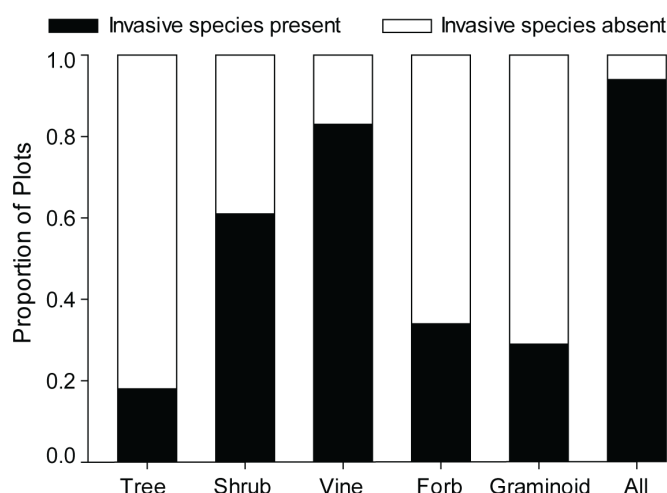 Invasive species present Invasive species absent
Proportion of Plots
1.0
0.8
0.6
0.4
0.2
0.0
Tree Shrub Vine Forb Graminoid All